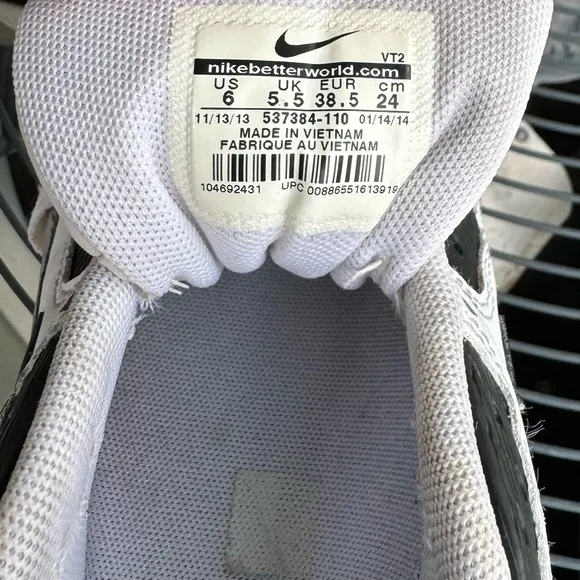 VT2
nikebetterworld.com
US UK EUR cm
6 5.5 38.5 24
11/13/13 537384-110 01/14/14
MADE IN VIETNAM
FABRIQUE AU VIETNAM
104692431 UPC 00886551613919